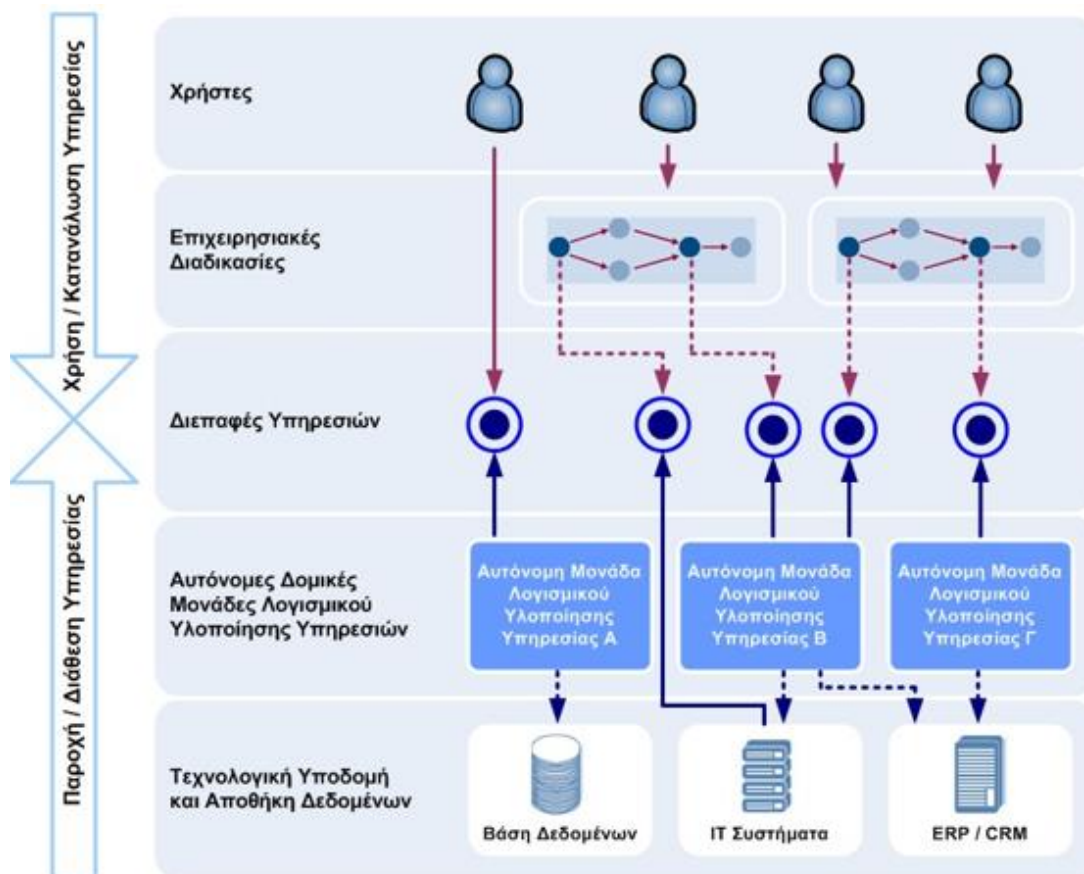 Χρήση / Κατανάλωση Υπηρεσίας
Χρήστες
Επιχειρησιακές
Διαδικασίες
Διεπαφές Υπηρεσιών
Παροχή / Διάθεση Υπηρεσίας
Αυτόνομες Δομικές
Μονάδες Λογισμικού
Υλοποίησης Υπηρεσιών
Αυτόνομη Μονάδα
Λογισμικού
Υλοποίησης
Υπηρεσίας Α
Αυτόνομη Μονάδα
Λογισμικού
Υλοποίησης
Υπηρεσίας Β
Αυτόνομη Μονάδα
Λογισμικού
Υλοποίησης
Υπηρεσίας Γ
Τεχνολογική Υποδομή
και Αποθήκη Δεδομένων
Βάση Δεδομένων
IT Συστήματα
ERP / CRM